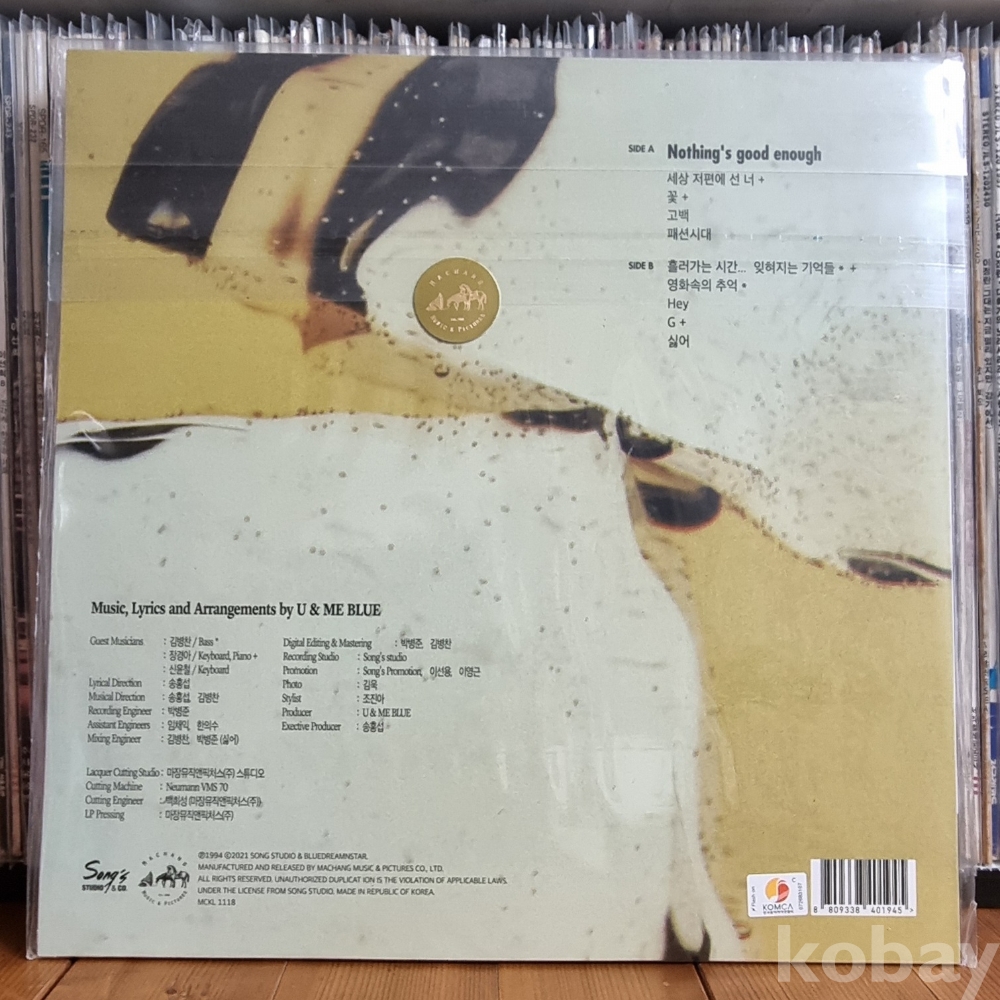 SIDE A Nothing's good enough
세상 저편에 선 너 +
꽃 +
고백
패션시대
SIDE B 흘러가는 시간... 잊혀지는 기억들 • +
영화속의 추억 •
Hey
G +
싫어
MACHANG
MUSIC & PICTURES
Music, Lyrics and Arrangements by U & ME BLUE
Guest Musicians : 김병찬 / Bass *
: 장경아 / Keyboard, Piano +
: 신윤철 / Keyboard
Lyrical Direction : 송홍섭
Musical Direction : 송홍섭, 김병찬
Recording Engineer : 박병준
Assistant Engineers : 임채익, 한의수
Mixing Engineer : 김병찬, 박병준 (싫어)
Digital Editing & Mastering : 박병준, 김병찬
Recording Studio : Song's studio
Promotion : Song's Promotion, 이선용, 이영근
Photo : 김욱
Stylist : 조진아
Producer : U & ME BLUE
Exective Producer : 송홍섭
Lacquer Cutting Studio : 마장뮤직앤픽처스(주) 스튜디오
Cutting Machine : Neumann VMS 70
Cutting Engineer : 백희성 (마장뮤직앤픽처스(주))
LP Pressing : 마장뮤직앤픽처스(주)
Song's
STUDIO & CO.
MACHANG
MUSIC & PICTURES
℗1994 ©2021 SONG STUDIO & BLUEDREAMNSTAR.
MANUFACTURED AND RELEASED BY MACHANG MUSIC & PICTURES CO., LTD.
ALL RIGHTS RESERVED. UNAUTHORIZED DUPLICATION IS THE VIOLATION OF APPLICABLE LAWS.
UNDER THE LICENSE FROM SONG STUDIO. MADE IN REPUBLIC OF KOREA.
MCKL 1118
KOMCA
8 809338 401945 >
kobay